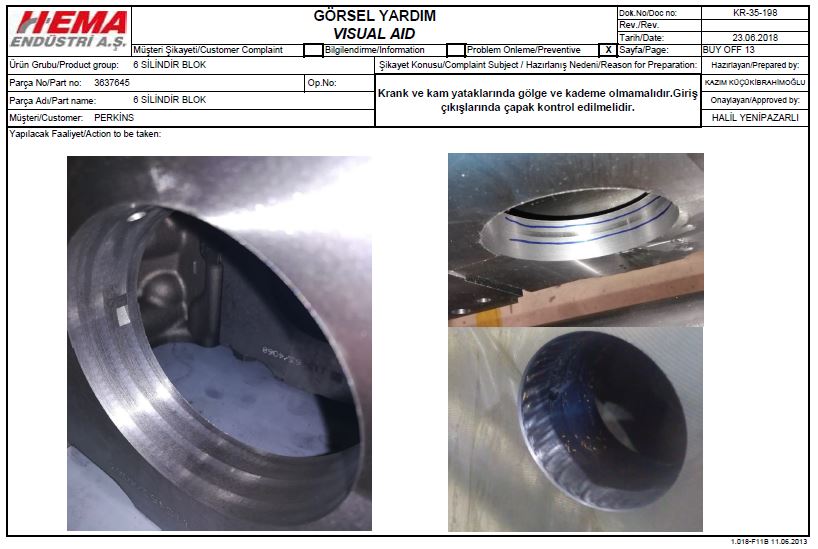 HEMA
ENDÜSTRİ A.Ş.
GÖRSEL YARDIM
VISUAL AID
Dok.No/Doc no: KR-35-198
Rev./Rev.
Tarih/Date: 23.06.2018
Müşteri Şikayeti/Customer Complaint Bilgilendirme/Information Problem Onleme/Preventive X Sayfa/Page: BUY OFF 13
Ürün Grubu/Product group: 6 SİLİNDİR BLOK
Şikayet Konusu/Complaint Subject / Hazırlanış Nedeni/Reason for Preparation:
Hazırlayan/Prepared by:
Parça No/Part no: 3637645 Op.No:
KAZIM KÜÇÜKİBRAHİMOĞLU
Krank ve kam yataklarında gölge ve kademe olmamalıdır.Giriş
çıkışlarında çapak kontrol edilmelidir.
Parça Adı/Part name: 6 SİLİNDİR BLOK
Onaylayan/Approved by:
Müşteri/Customer: PERKİNS
HALİL YENİPAZARLI
Yapılacak Faaliyet/Action to be taken:
1.018-F11B 11.06.2013